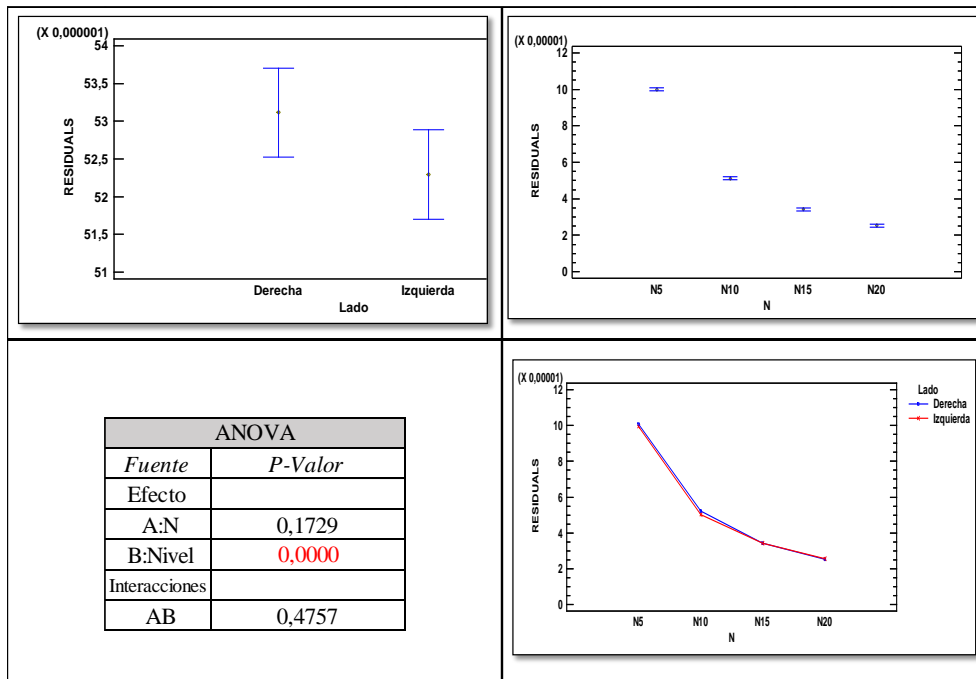 (X 0,000001)
54
53,5
53
52,5
52
51,5
51
RESIDUALS
Derecha Izquierda
Lado
(X 0,00001)
12
10
8
6
4
2
0
RESIDUALS
N5 N10 N15 N20
N
ANOVA
Fuente P-Valor
Efecto
A:N 0,1729
B:Nivel 0,0000
Interacciones
AB 0,4757
(X 0,00001)
12
10
8
6
4
2
0
RESIDUALS
N5 N10 N15 N20
N
Lado
Derecha
Izquierda